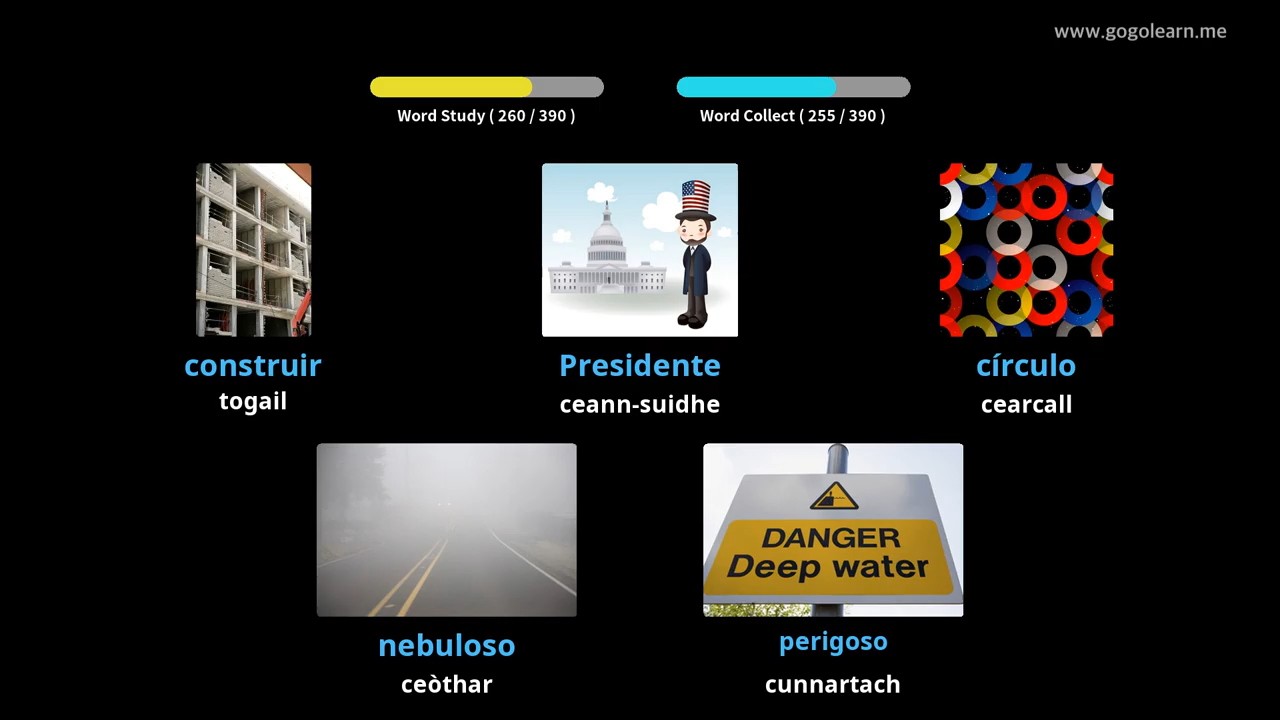 www.gogolearn.me
Word Study ( 260 / 390 )
Word Collect ( 255 / 390 )
construir
togail
Presidente
ceann-suidhe
círculo
cearcall
DANGER
Deep water
nebuloso
ceòthar
perigoso
cunnartach